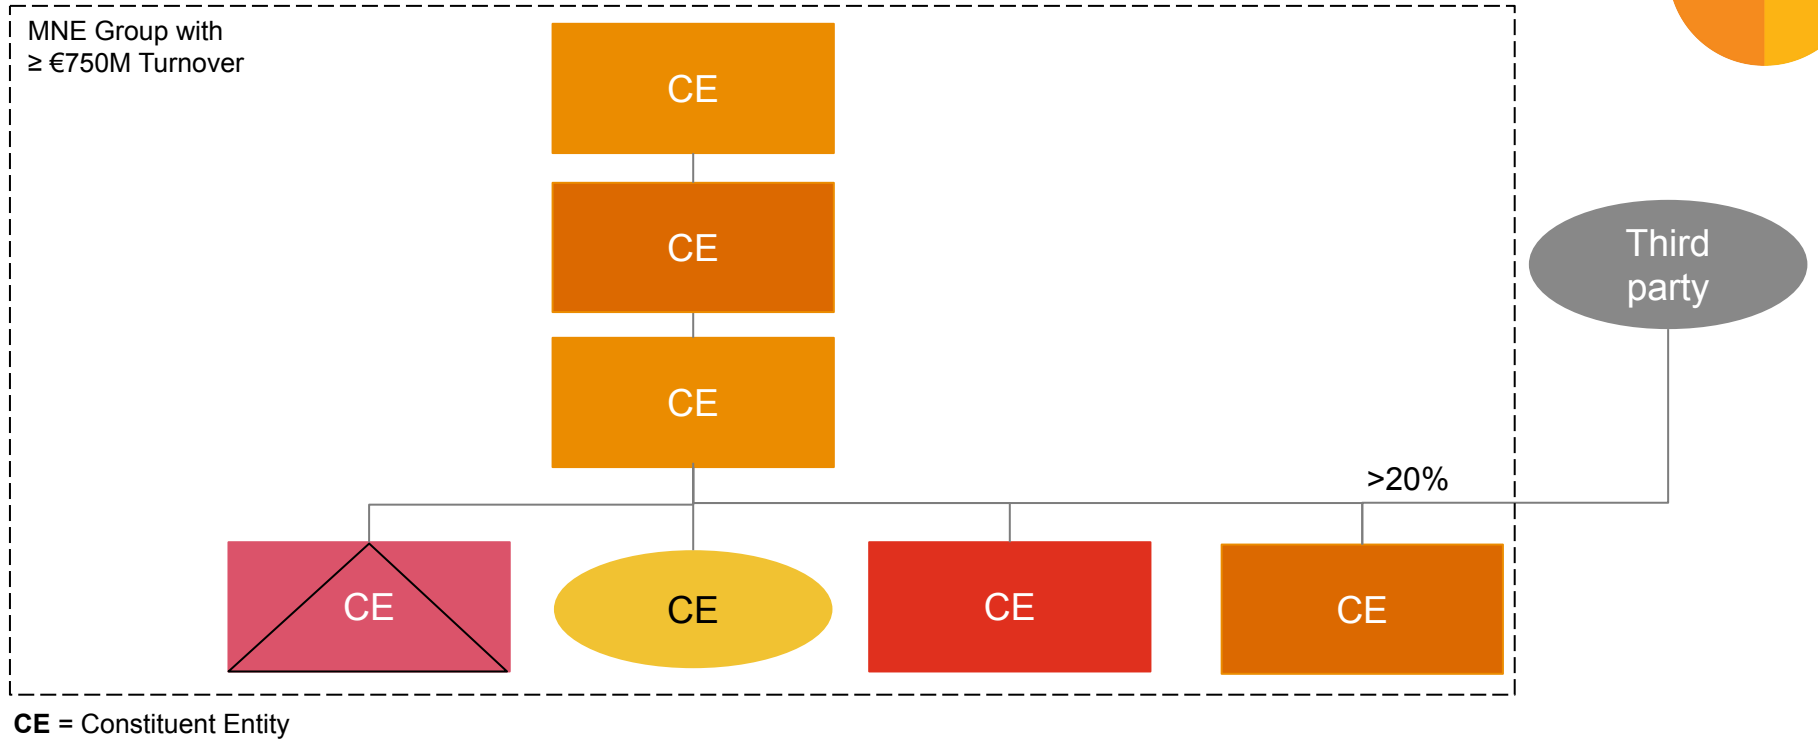 MNE Group with
≥ €750M Turnover
CE
CE
Third
party
CE
>20%
CE
CE
CE
CE
CE = Constituent Entity